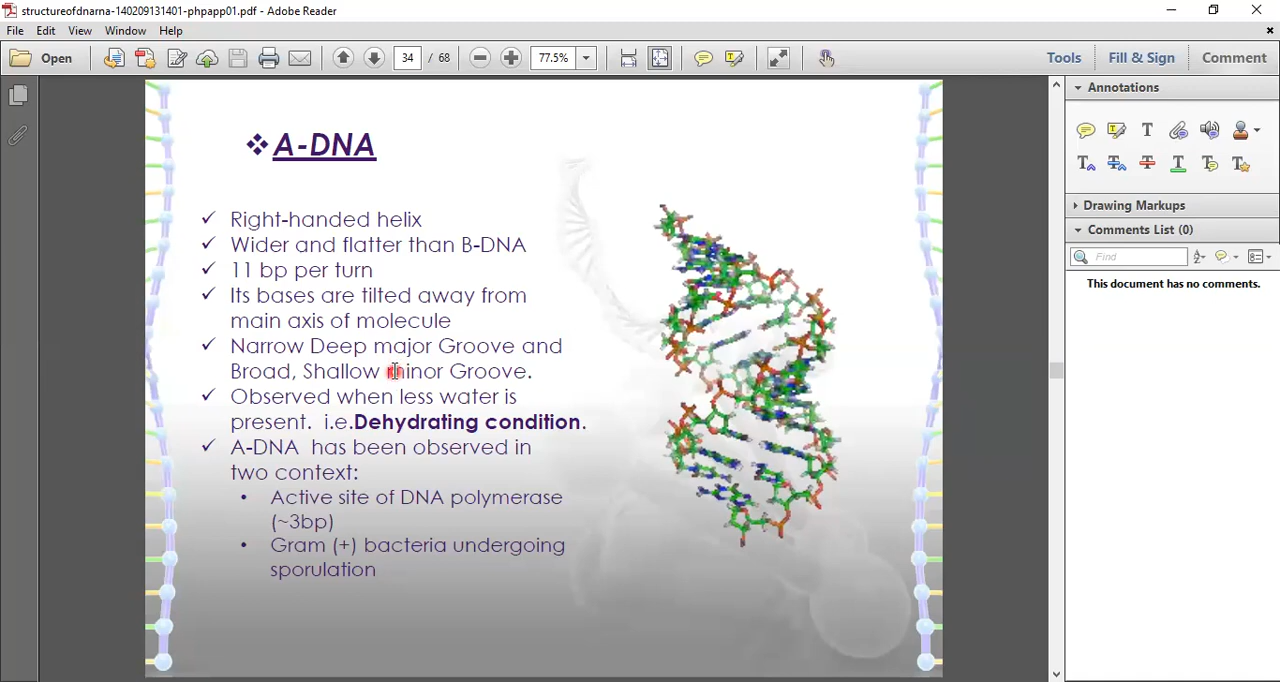 structureofdnarna-140209131401-phpapp01.pdf - Adobe Reader
File Edit View Window Help
Open 34 / 68 77.5% Tools Fill & Sign Comment
Annotations
Drawing Markups
Comments List (0)
Find
This document has no comments.
A-DNA
Right-handed helix
Wider and flatter than B-DNA
11 bp per turn
Its bases are tilted away from
main axis of molecule
Narrow Deep major Groove and
Broad, Shallow minor Groove.
Observed when less water is
present. i.e.Dehydrating condition.
A-DNA has been observed in
two context:
Active site of DNA polymerase
(~3bp)
Gram (+) bacteria undergoing
sporulation